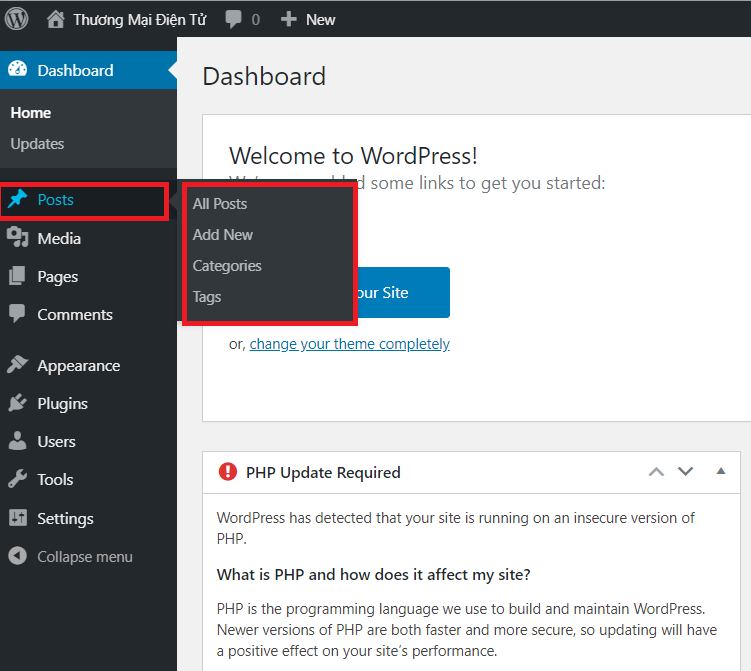 Thương Mại Điện Tử 0 New
Dashboard
Home
Updates
Posts
All Posts
Add New
Categories
Tags
Media
Pages
Comments
Appearance
Plugins
Users
Tools
Settings
Collapse menu
Dashboard
Welcome to WordPress!
some links to get you started:
our Site
or, change your theme completely
PHP Update Required
WordPress has detected that your site is running on an insecure version of
PHP.
What is PHP and how does it affect my site?
PHP is the programming language we use to build and maintain WordPress.
Newer versions of PHP are both faster and more secure, so updating will have
a positive effect on your site's performance.